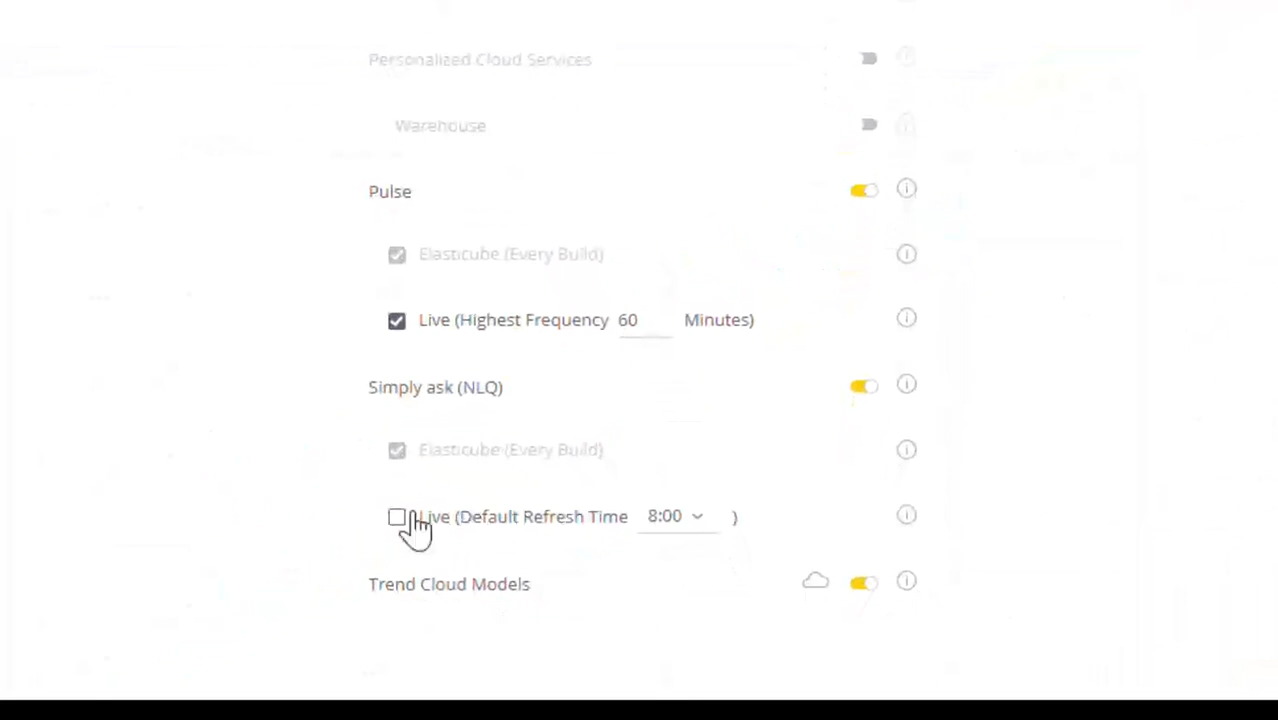 Personalized Cloud Services
Warehouse
Pulse
Elasticube (Every Build)
Live (Highest Frequency 60 Minutes)
Simply ask (NLQ)
Elasticube (Every Build)
Live (Default Refresh Time 8:00 )
Trend Cloud Models